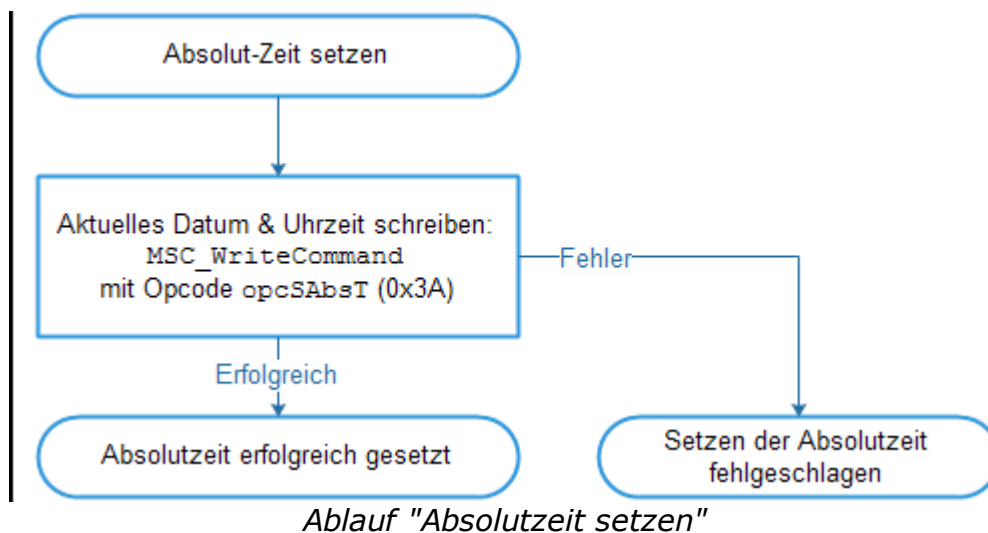 Absolut-Zeit setzen
Aktuelles Datum & Uhrzeit schreiben:
MSC_WriteCommand
mit Opcode opcSAbsT (0x3A)
Fehler
Erfolgreich
Absolutzeit erfolgreich gesetzt
Setzen der Absolutzeit
fehlgeschlagen
Ablauf "Absolutzeit setzen"